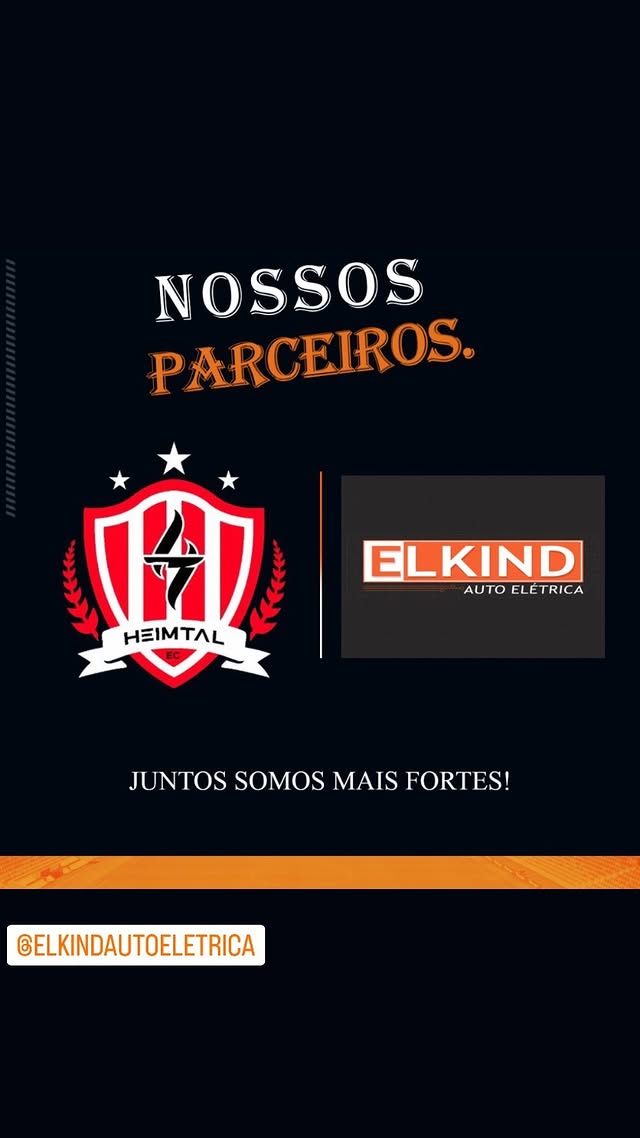 NOSSOS
PARCEIROS.
HEIMTAL
EC
ELKIND
AUTO ELÉTRICA
JUNTOS SOMOS MAIS FORTES!
@ELKINDAUTOELETRICA